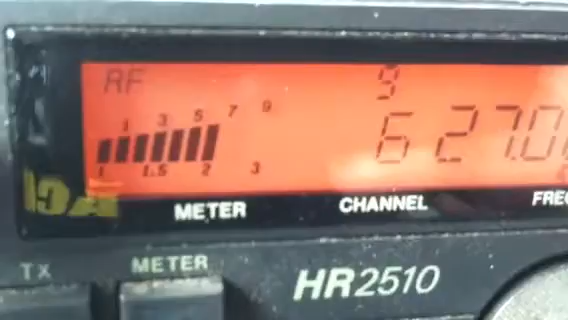 RF 9
1 3 5 7 9
6 27.0
1 1.5 2 3
METER CHANNEL FREQ
TX METER
HR2510